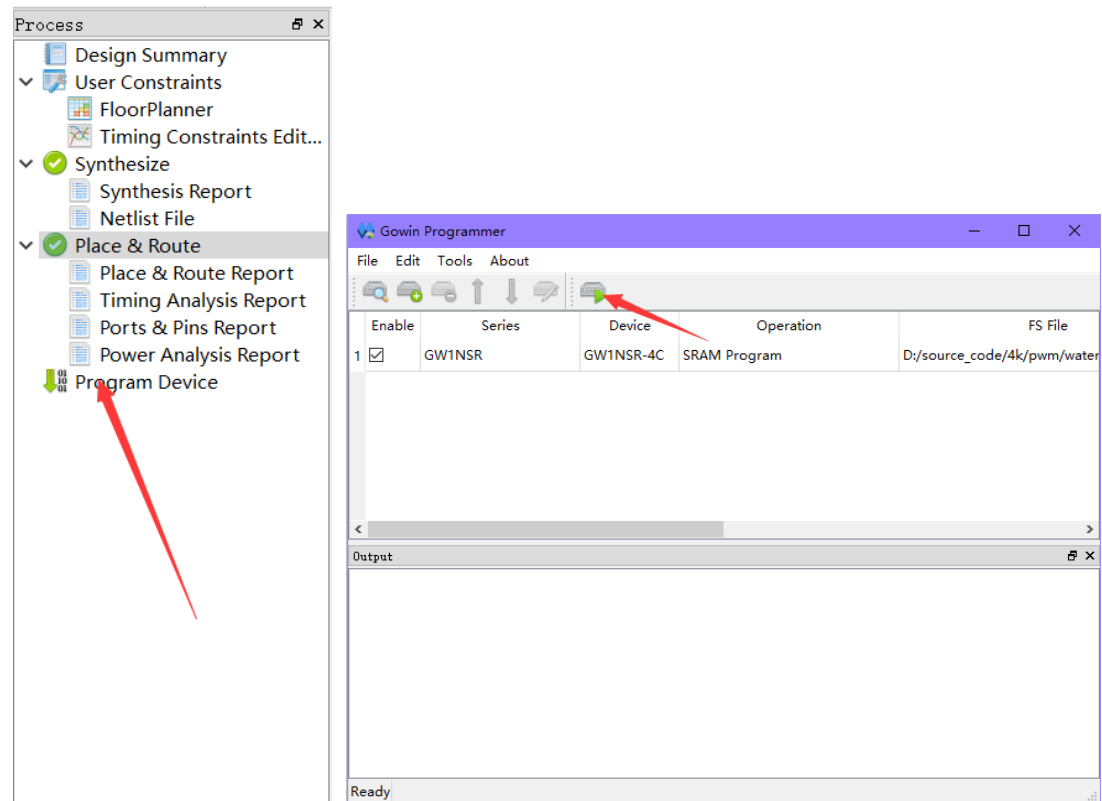 Process
Design Summary
User Constraints
FloorPlanner
Timing Constraints Edit...
Synthesize
Synthesis Report
Netlist File
Place & Route
Place & Route Report
Timing Analysis Report
Ports & Pins Report
Power Analysis Report
Program Device
Gowin Programmer
File Edit Tools About
Enable Series Device Operation FS File
1 GW1NSR GW1NSR-4C SRAM Program D:/source_code/4k/pwm/water
Output
Ready